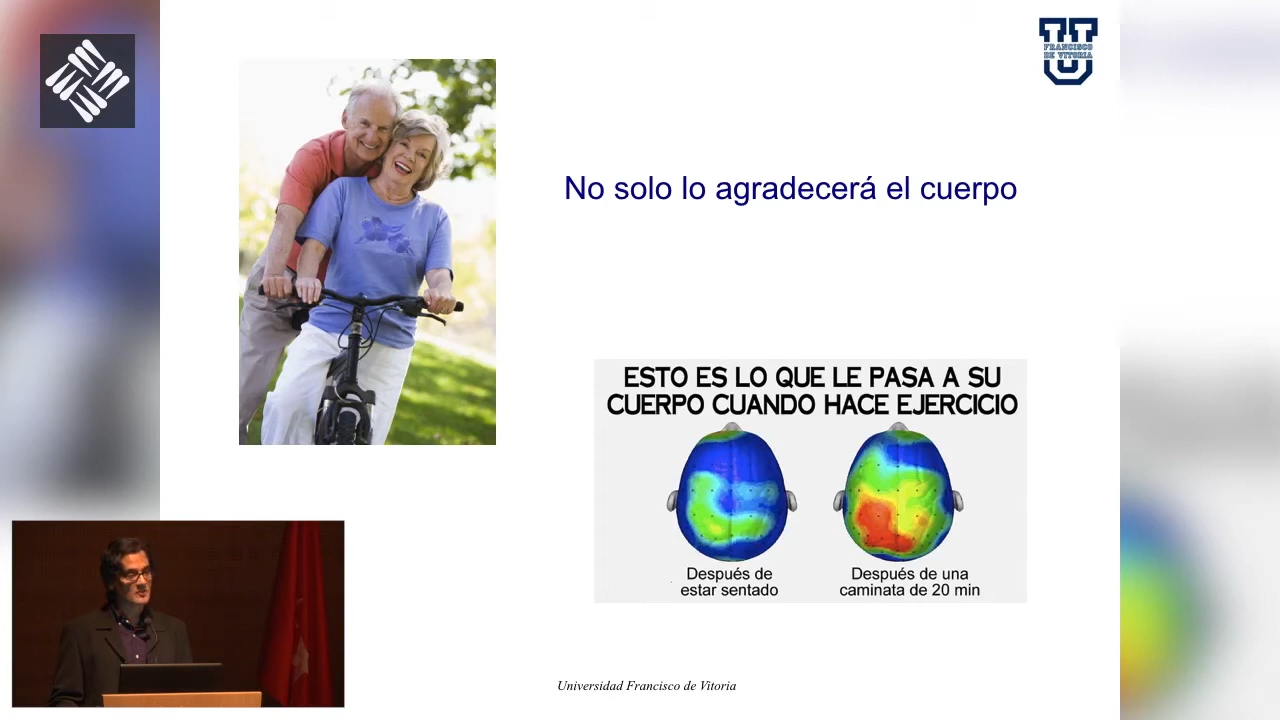 FRANCISCO
DE VITORIA
No solo lo agradecerá el cuerpo
ESTO ES LO QUE LE PASA A SU
CUERPO CUANDO HACE EJERCICIO
Después de
estar sentado
Después de una
caminata de 20 min
Universidad Francisco de Vitoria